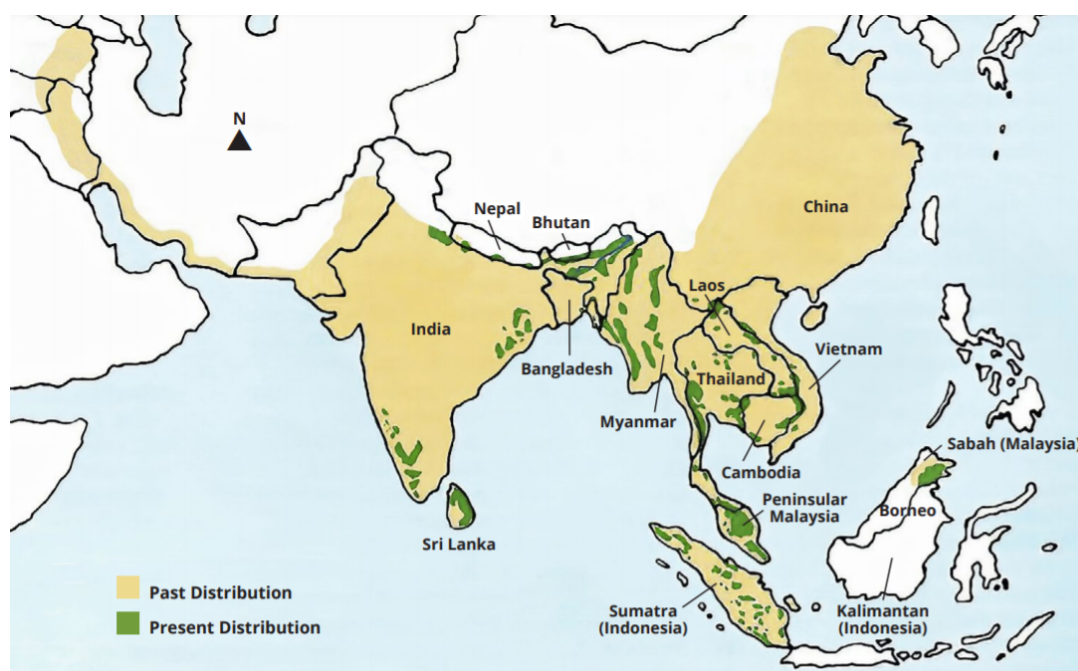 N
Nepal
Bhutan
China
India
Laos
Bangladesh
Thailand
Vietnam
Myanmar
Cambodia
Sabah (Malaysia)
Peninsular
Malaysia
Borneo
Sri Lanka
Past Distribution
Present Distribution
Sumatra
(Indonesia)
Kalimantan
(Indonesia)